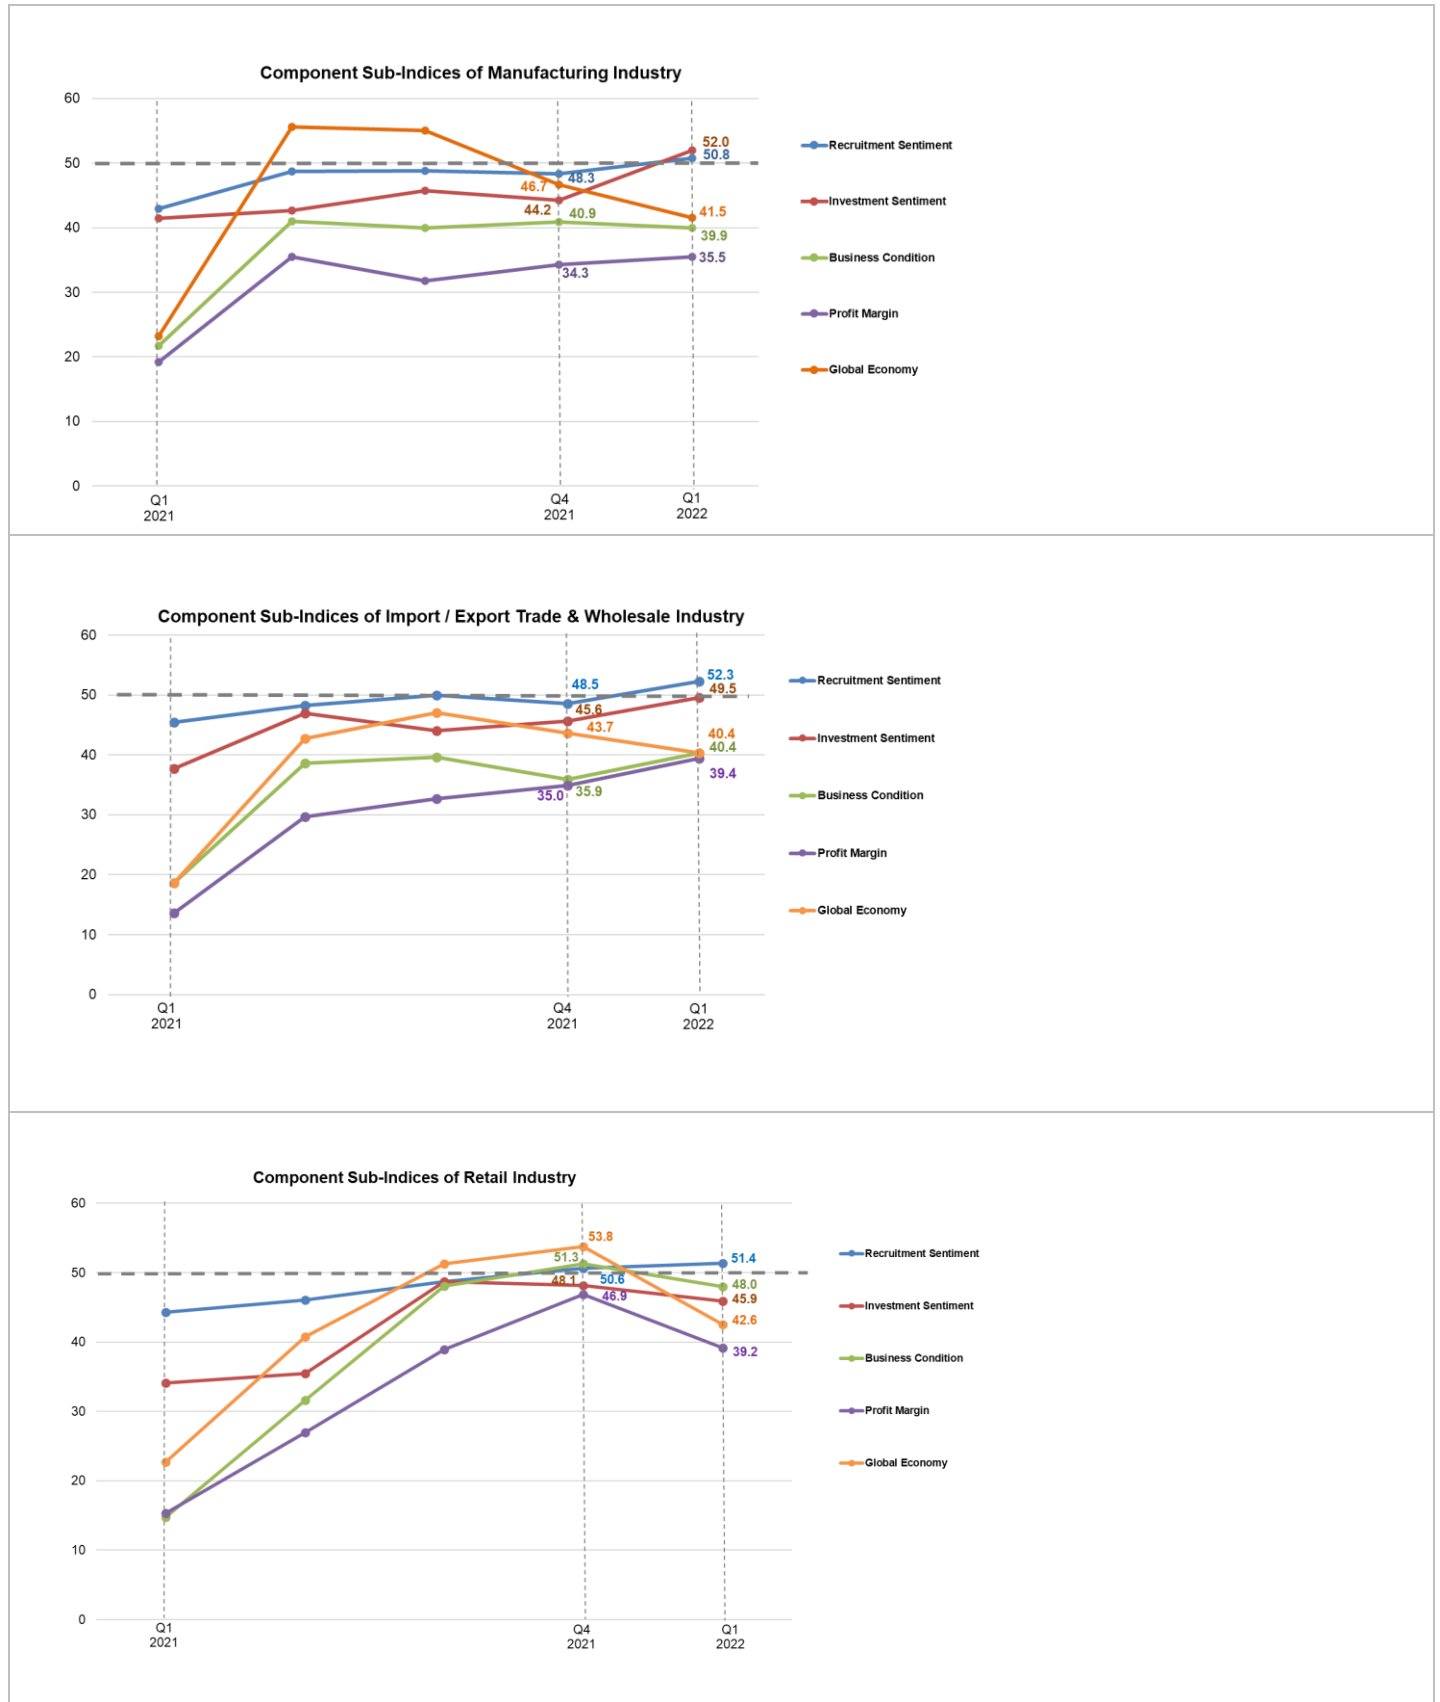 Component Sub-Indices of Manufacturing Industry
60
50
40
30
20
10
0
52.0
50.8
48.3
46.7
44.2
40.9
41.5
39.9
35.5
34.3
Q1
2021
Q4
2021
Q1
2022
Recruitment Sentiment
Investment Sentiment
Business Condition
Profit Margin
Global Economy
Component Sub-Indices of Import / Export Trade & Wholesale Industry
60
50
40
30
20
10
0
52.3
48.5
49.5
45.6
43.7
40.4
40.4
39.4
35.0
35.9
Q1
2021
Q4
2021
Q1
2022
Recruitment Sentiment
Investment Sentiment
Business Condition
Profit Margin
Global Economy
Component Sub-Indices of Retail Industry
60
50
40
30
20
10
0
53.8
51.3
51.4
48.1
50.6
48.0
46.9
45.9
42.6
39.2
Q1
2021
Q4
2021
Q1
2022
Recruitment Sentiment
Investment Sentiment
Business Condition
Profit Margin
Global Economy